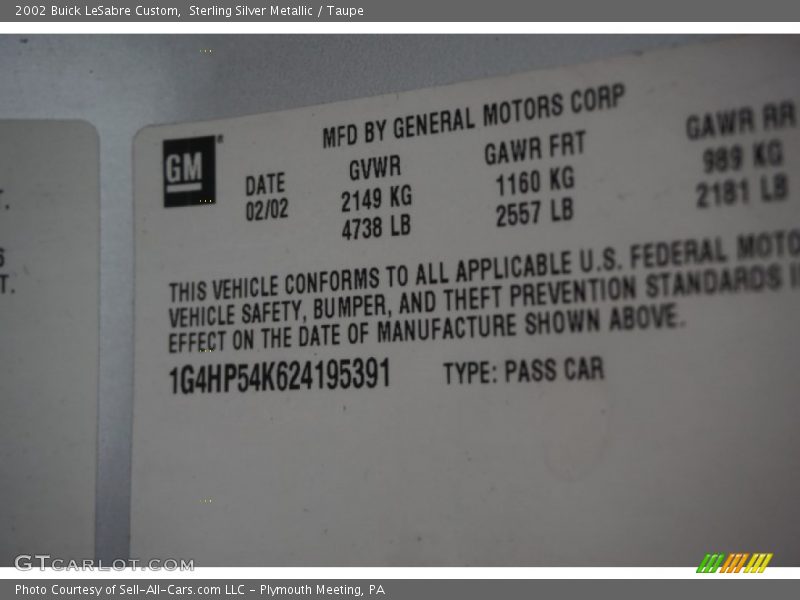 2002 Buick LeSabre Custom, Sterling Silver Metallic / Taupe
MFD BY GENERAL MOTORS CORP
GM
DATE GVWR GAWR FRT GAWR RR
02/02 2149 KG 1160 KG 989 KG
4738 LB 2557 LB 2181 LB
THIS VEHICLE CONFORMS TO ALL APPLICABLE U.S. FEDERAL MOTO
VEHICLE SAFETY, BUMPER, AND THEFT PREVENTION STANDARDS I
EFFECT ON THE DATE OF MANUFACTURE SHOWN ABOVE.
1G4HP54K624195391 TYPE: PASS CAR
GTcarlot.com
Photo Courtesy of Sell-All-Cars.com LLC - Plymouth Meeting, PA